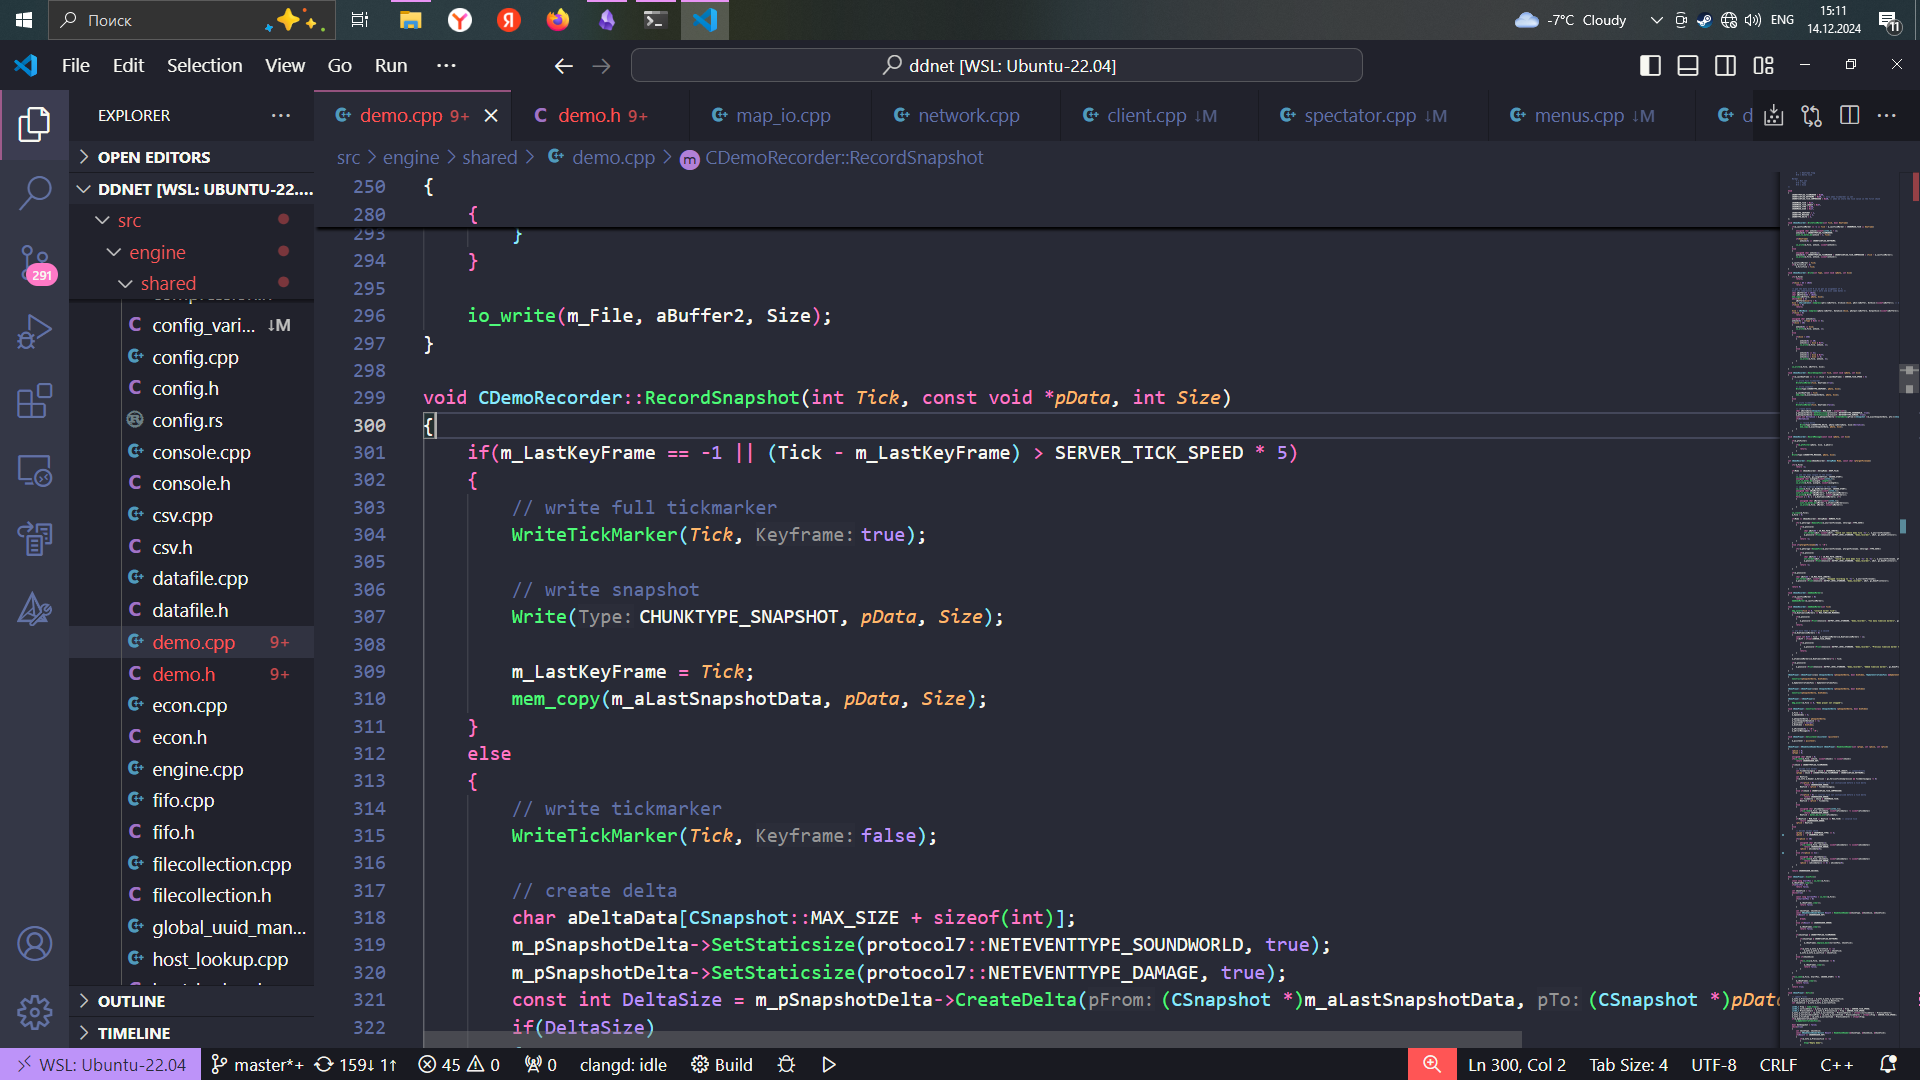 Поиск
-7°C Cloudy
ENG
15:11
14.12.2024
11
File Edit Selection View Go Run ···
ddnet [WSL: Ubuntu-22.04]
EXPLORER
demo.cpp 9+
demo.h 9+
map_io.cpp
network.cpp
client.cpp ↓M
spectator.cpp ↓M
menus.cpp ↓M
d
OPEN EDITORS
DDNET [WSL: UBUNTU-22....
src
engine
shared
config_vari... ↓M
config.cpp
config.h
config.rs
console.cpp
console.h
csv.cpp
csv.h
datafile.cpp
datafile.h
demo.cpp 9+
demo.h 9+
econ.cpp
econ.h
engine.cpp
fifo.cpp
fifo.h
filecollection.cpp
filecollection.h
global_uuid_man...
host_lookup.cpp
OUTLINE
TIMELINE
291
src > engine > shared > demo.cpp > CDemoRecorder::RecordSnapshot
250 {
280 {
293 }
294 }
295
296 io_write(m_File, aBuffer2, Size);
297 }
298
299 void CDemoRecorder::RecordSnapshot(int Tick, const void *pData, int Size)
300 {
301 if(m_LastKeyFrame == -1 || (Tick - m_LastKeyFrame) > SERVER_TICK_SPEED * 5)
302 {
303 // write full tickmarker
304 WriteTickMarker(Tick, Keyframe: true);
305
306 // write snapshot
307 Write(Type: CHUNKTYPE_SNAPSHOT, pData, Size);
308
309 m_LastKeyFrame = Tick;
310 mem_copy(m_aLastSnapshotData, pData, Size);
311 }
312 else
313 {
314 // write tickmarker
315 WriteTickMarker(Tick, Keyframe: false);
316
317 // create delta
318 char aDeltaData[CSnapshot::MAX_SIZE + sizeof(int)];
319 m_pSnapshotDelta->SetStaticsize(protocol7::NETEVENTTYPE_SOUNDWORLD, true);
320 m_pSnapshotDelta->SetStaticsize(protocol7::NETEVENTTYPE_DAMAGE, true);
321 const int DeltaSize = m_pSnapshotDelta->CreateDelta(pFrom: (CSnapshot *)m_aLastSnapshotData, pTo: (CSnapshot *)pData
322 if(DeltaSize)
WSL: Ubuntu-22.04 master*+ 159↓ 1↑ 45 0 0 clangd: idle Build Ln 300, Col 2 Tab Size: 4 UTF-8 CRLF C++